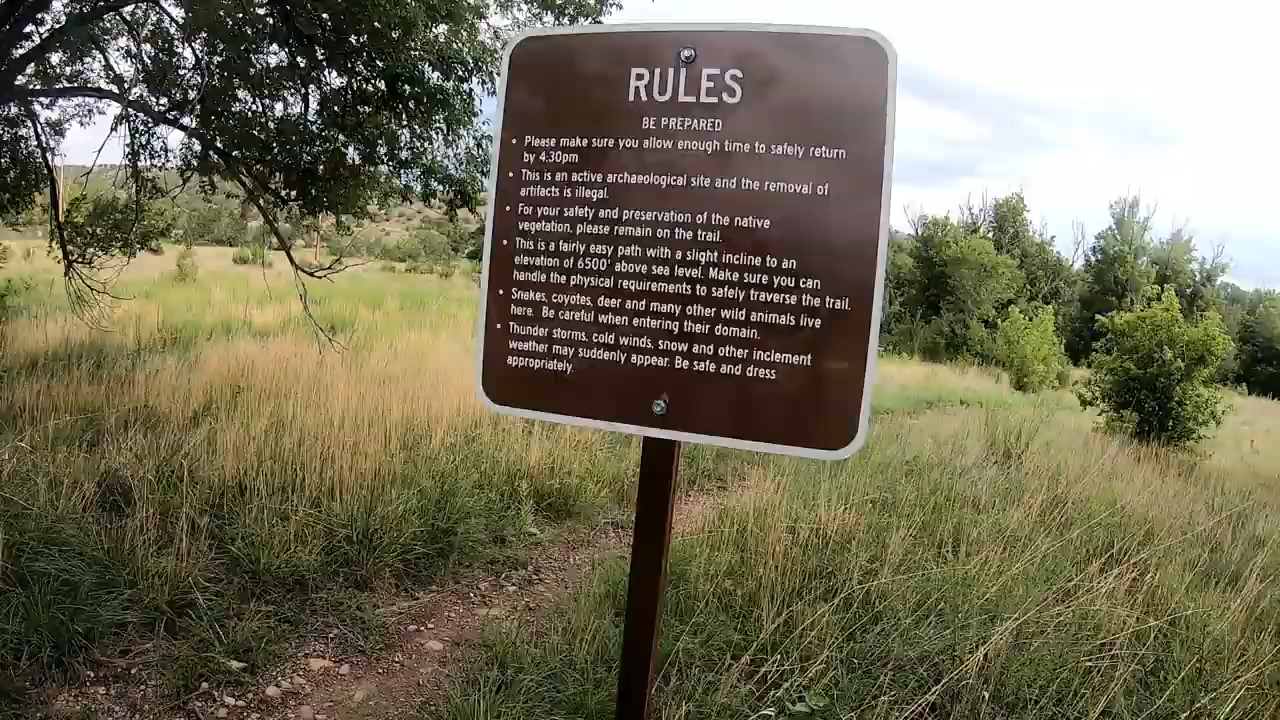 RULES
BE PREPARED
• Please make sure you allow enough time to safely return
by 4:30pm
• This is an active archaeological site and the removal of
artifacts is illegal.
• For your safety and preservation of the native
vegetation, please remain on the trail.
• This is a fairly easy path with a slight incline to an
elevation of 6500' above sea level. Make sure you can
handle the physical requirements to safely traverse the trail.
• Snakes, coyotes, deer and many other wild animals live
here. Be careful when entering their domain.
• Thunder storms, cold winds, snow and other inclement
weather may suddenly appear. Be safe and dress
appropriately.